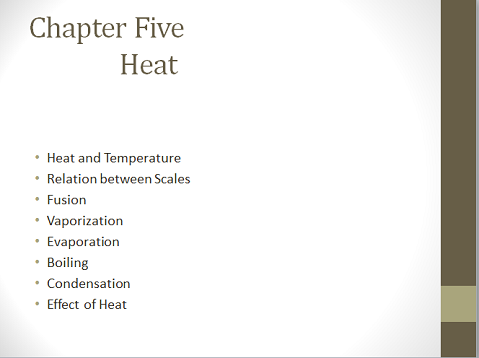 Chapter Five
Heat
• Heat and Temperature
• Relation between Scales
• Fusion
• Vaporization
• Evaporation
• Boiling
• Condensation
• Effect of Heat